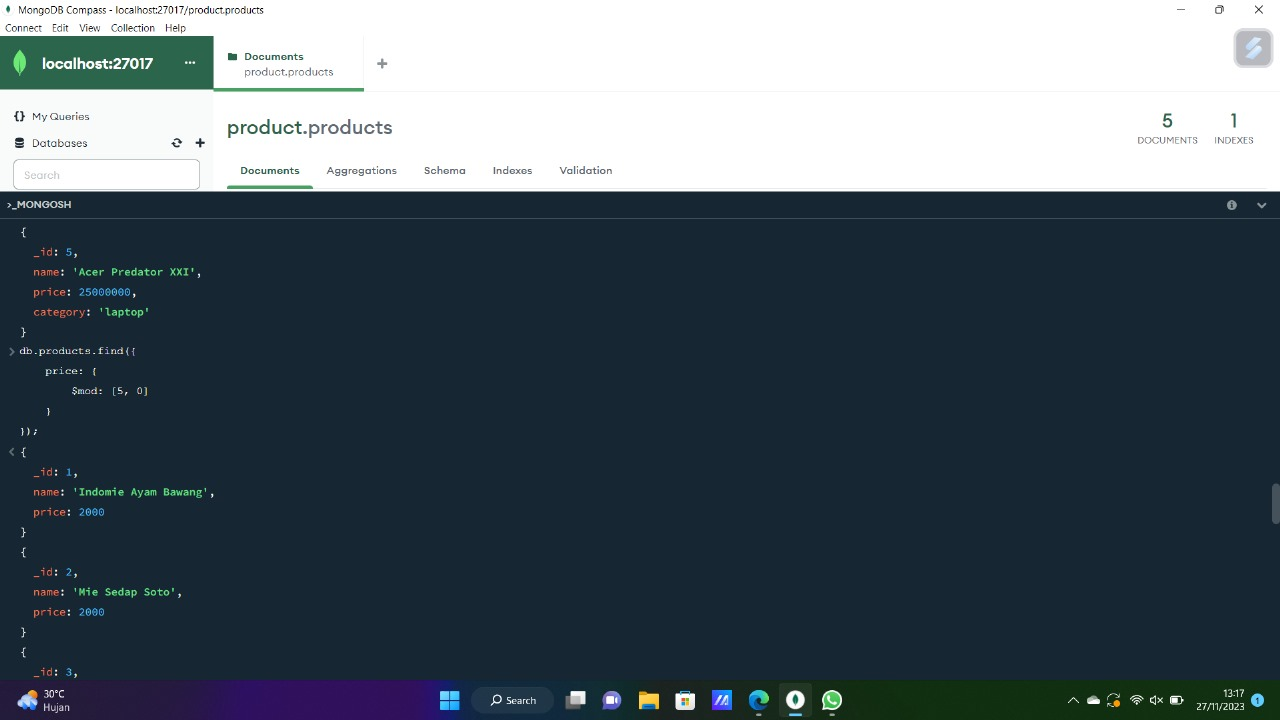 MongoDB Compass - localhost:27017/product.products
Connect Edit View Collection Help
localhost:27017 ...
Documents
product.products
+
{} My Queries
Databases +
Search
product.products
5
DOCUMENTS
1
INDEXES
Documents Aggregations Schema Indexes Validation
>_MONGOSH
{
_id: 5,
name: 'Acer Predator XXI',
price: 25000000,
category: 'laptop'
}
> db.products.find({
price: {
$mod: [5, 0]
}
});
< {
_id: 1,
name: 'Indomie Ayam Bawang',
price: 2000
}
{
_id: 2,
name: 'Mie Sedap Soto',
price: 2000
}
{
_id: 3,
30°C
Hujan
Search
13:17
27/11/2023
1